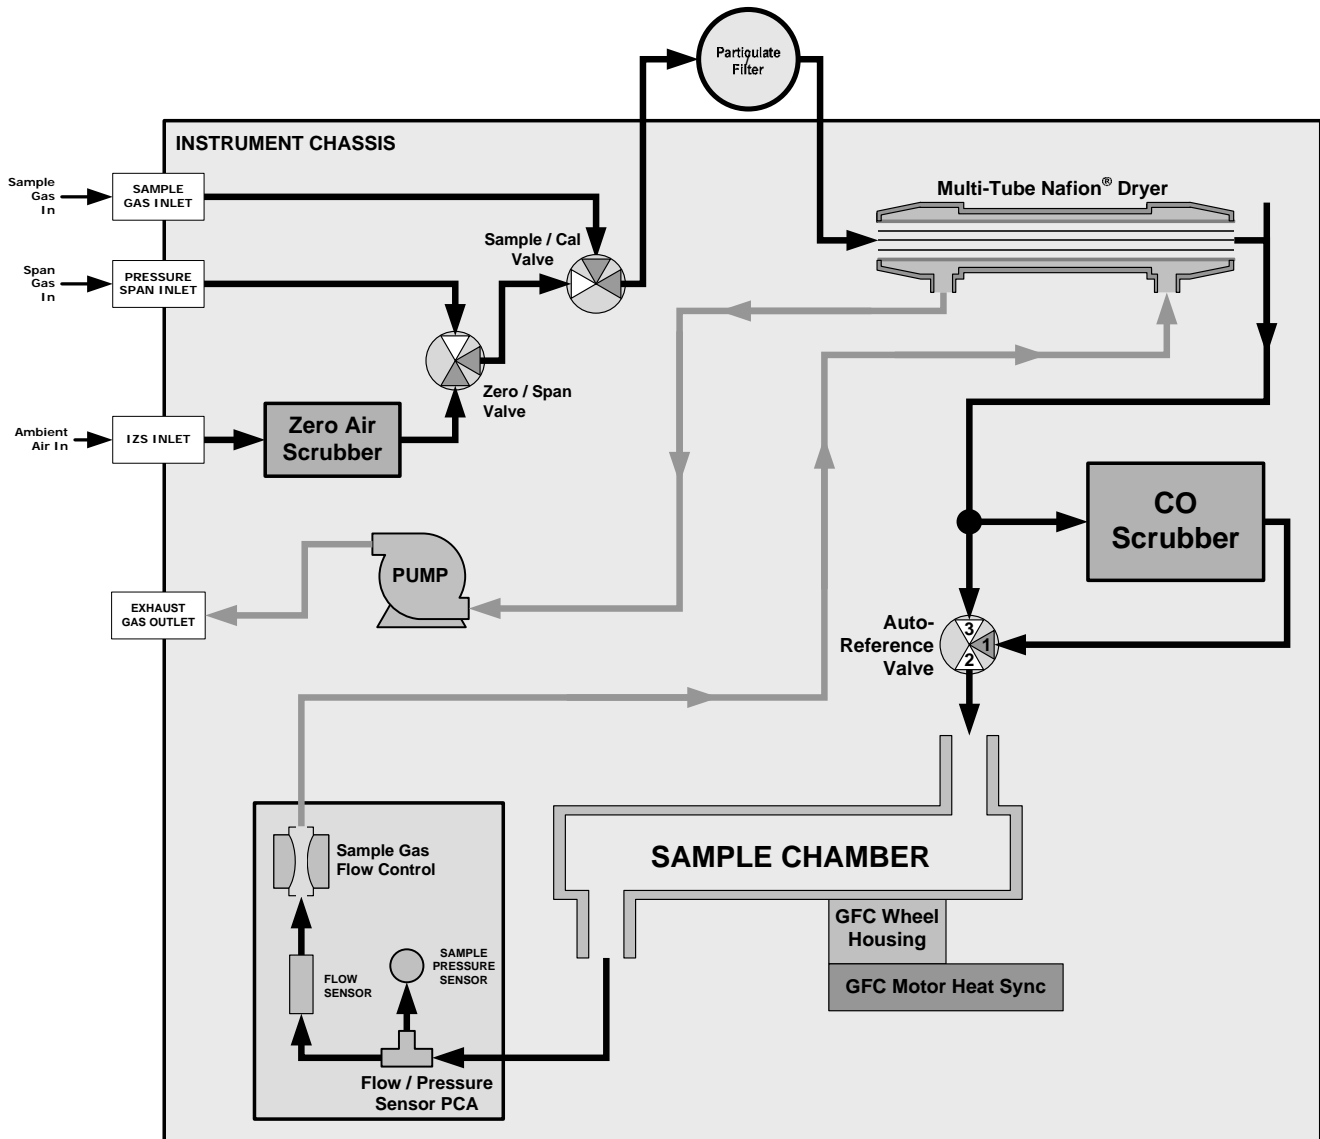 Particulate
Filter
INSTRUMENT CHASSIS
Sample
Gas
In
SAMPLE
GAS INLET
Multi-Tube Nafion® Dryer
Sample / Cal
Valve
Span
Gas
In
PRESSURE
SPAN INLET
Zero / Span
Valve
Ambient
Air In
IZS INLET
Zero Air
Scrubber
CO
Scrubber
PUMP
EXHAUST
GAS OUTLET
Auto-
Reference
Valve
3
1
2
Sample Gas
Flow Control
SAMPLE CHAMBER
GFC Wheel
Housing
GFC Motor Heat Sync
SAMPLE
PRESSURE
SENSOR
FLOW
SENSOR
Flow / Pressure
Sensor PCA